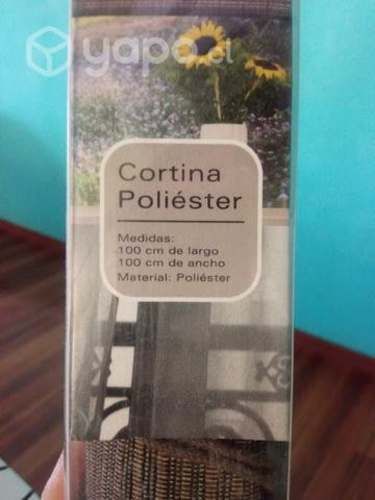 yapo.cl
Cortina
Poliéster
Medidas:
100 cm de largo
100 cm de ancho
Material: Poliéster